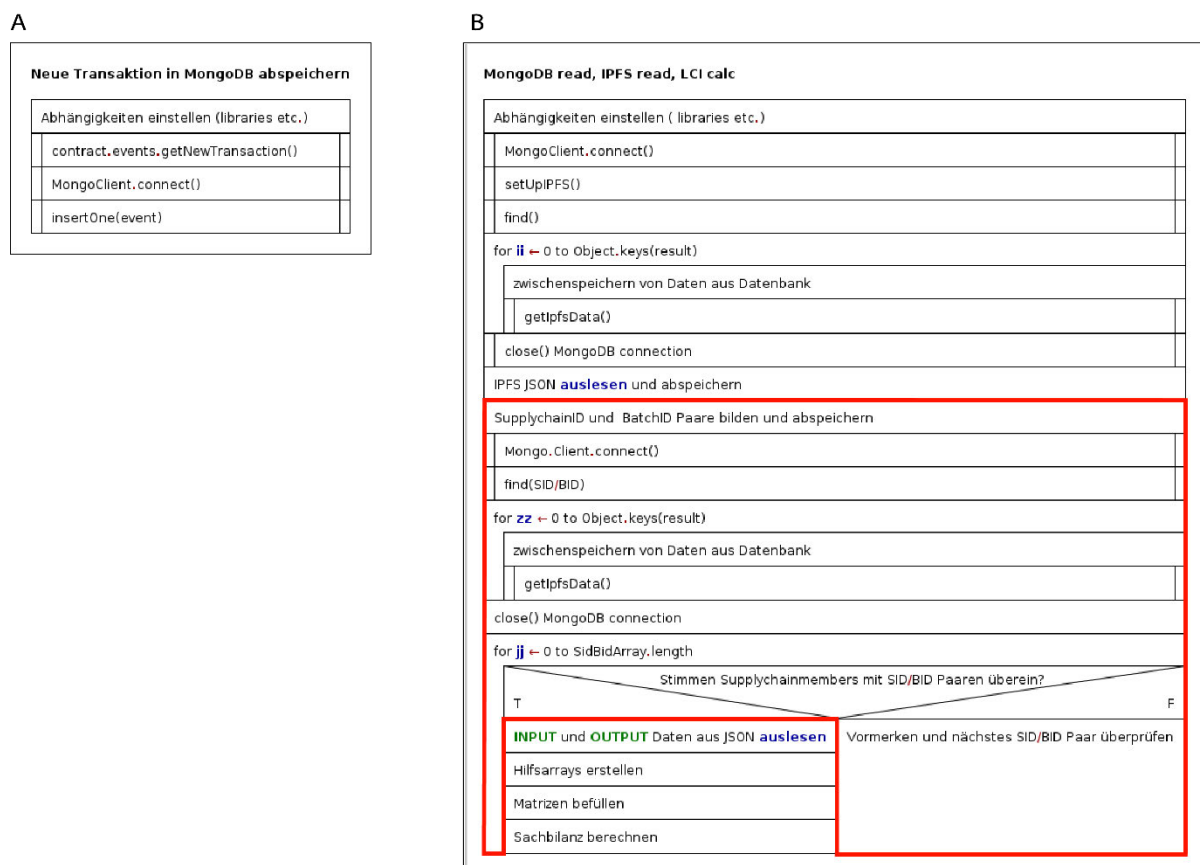 A
Neue Transaktion in MongoDB abspeichern
Abhängigkeiten einstellen (libraries etc.)
contract.events.getNewTransaction()
MongoClient.connect()
insertOne(event)
B
MongoDB read, IPFS read, LCI calc
Abhängigkeiten einstellen ( libraries etc.)
MongoClient.connect()
setUpIPFS()
find()
for ii ← 0 to Object.keys(result)
zwischenspeichern von Daten aus Datenbank
getIpfsData()
close() MongoDB connection
IPFS JSON auslesen und abspeichern
SupplychainID und BatchID Paare bilden und abspeichern
Mongo.Client.connect()
find(SID/BID)
for zz ← 0 to Object.keys(result)
zwischenspeichern von Daten aus Datenbank
getIpfsData()
close() MongoDB connection
for jj ← 0 to SidBidArray.length
Stimmen Supplychainmembers mit SID/BID Paaren überein?
T
F
INPUT und OUTPUT Daten aus JSON auslesen
Hilfsarrays erstellen
Matrizen befüllen
Sachbilanz berechnen
Vormerken und nächstes SID/BID Paar überprüfen